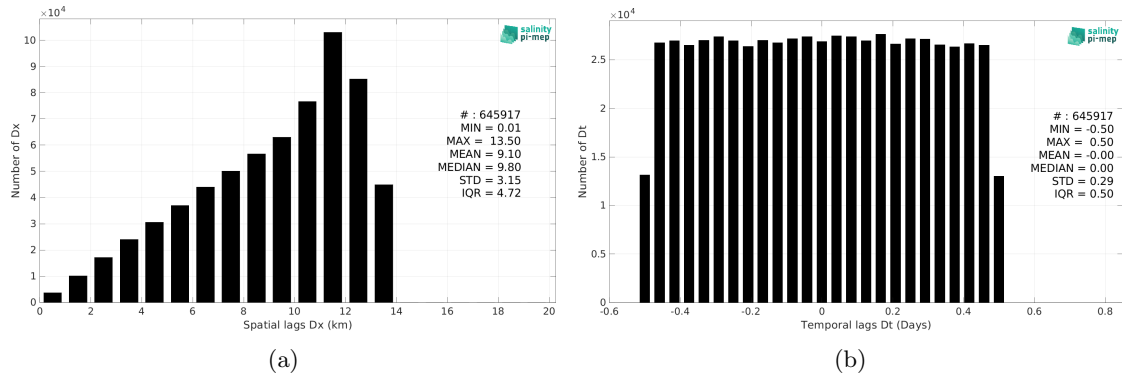 ×10⁴
10
9
8
7
6
5
4
3
2
1
0
Number of Dx
0 2 4 6 8 10 12 14 16 18 20
Spatial lags Dx (km)
salinity
pi-mep
# : 645917
MIN = 0.01
MAX = 13.50
MEAN = 9.10
MEDIAN = 9.80
STD = 3.15
IQR = 4.72
(a)
×10⁴
2.5
2
1.5
1
0.5
0
Number of Dt
-0.6 -0.4 -0.2 0 0.2 0.4 0.6 0.8
Temporal lags Dt (Days)
salinity
pi-mep
# : 645917
MIN = -0.50
MAX = 0.50
MEAN = -0.00
MEDIAN = 0.00
STD = 0.29
IQR = 0.50
(b)